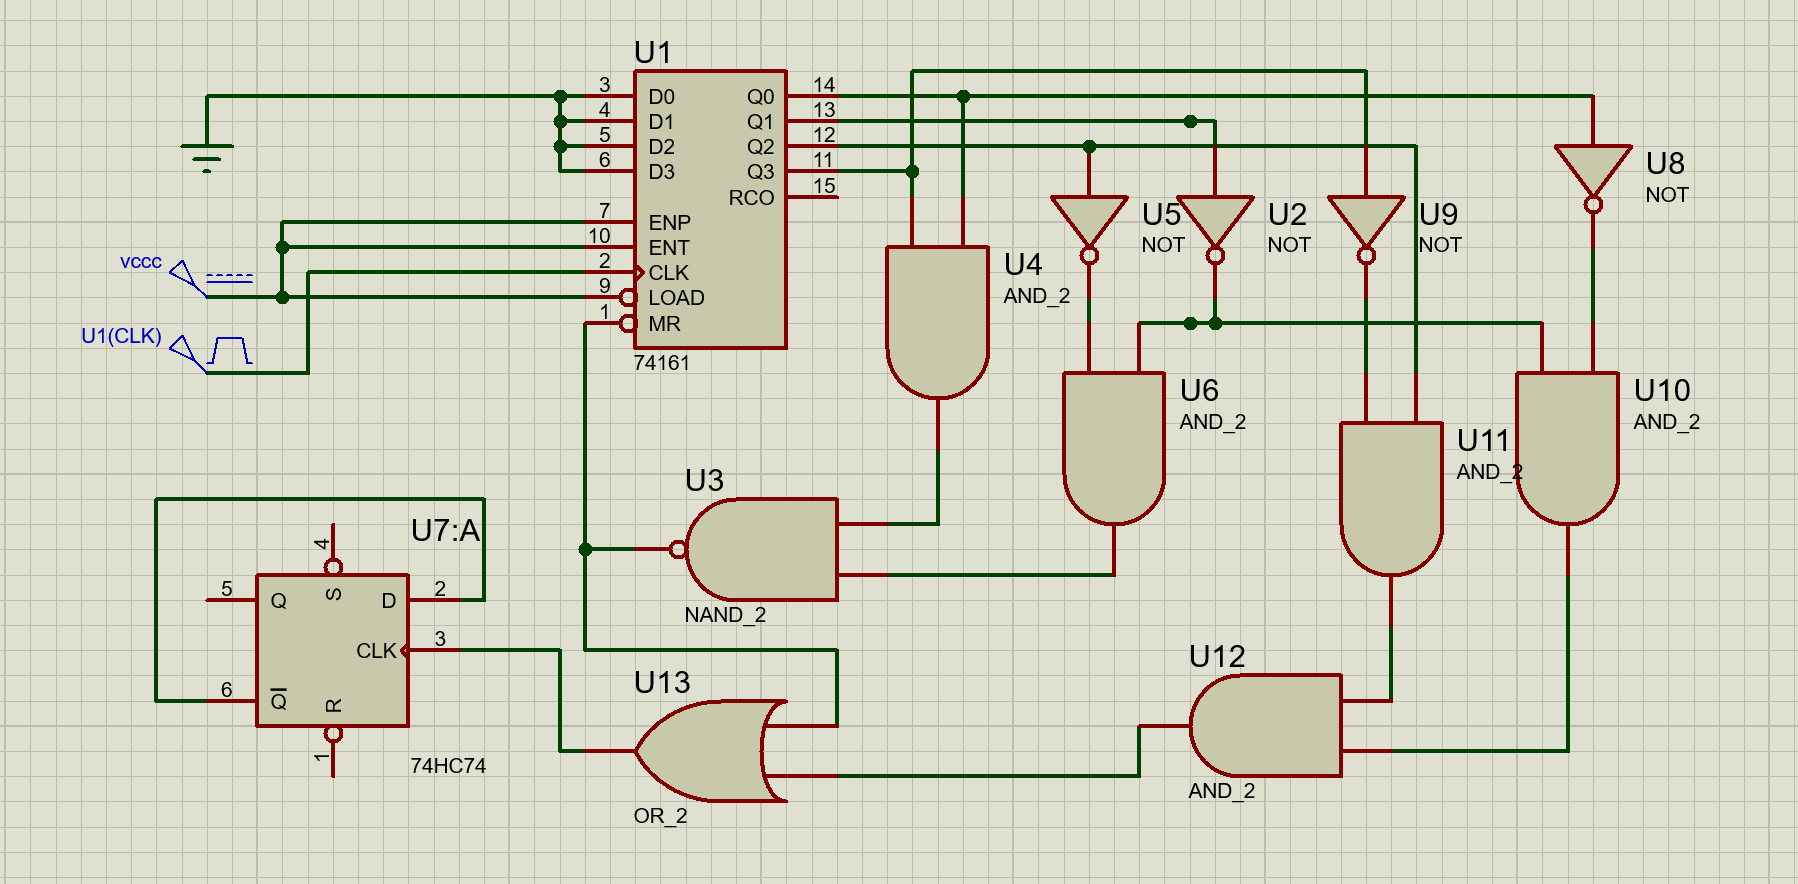 U1
3 D0 Q0 14
4 D1 Q1 13
5 D2 Q2 12
6 D3 Q3 11
RCO 15
7 ENP
10 ENT
2 CLK
9 LOAD
1 MR
74161
vccc
U1(CLK)
U4
AND_2
U5
NOT
U2
NOT
U9
NOT
U8
NOT
U6
AND_2
U11
AND_2
U10
AND_2
U3
NAND_2
U7:A
4
5 Q S D 2
CLK 3
6 Q R
1
74HC74
U13
OR_2
U12
AND_2